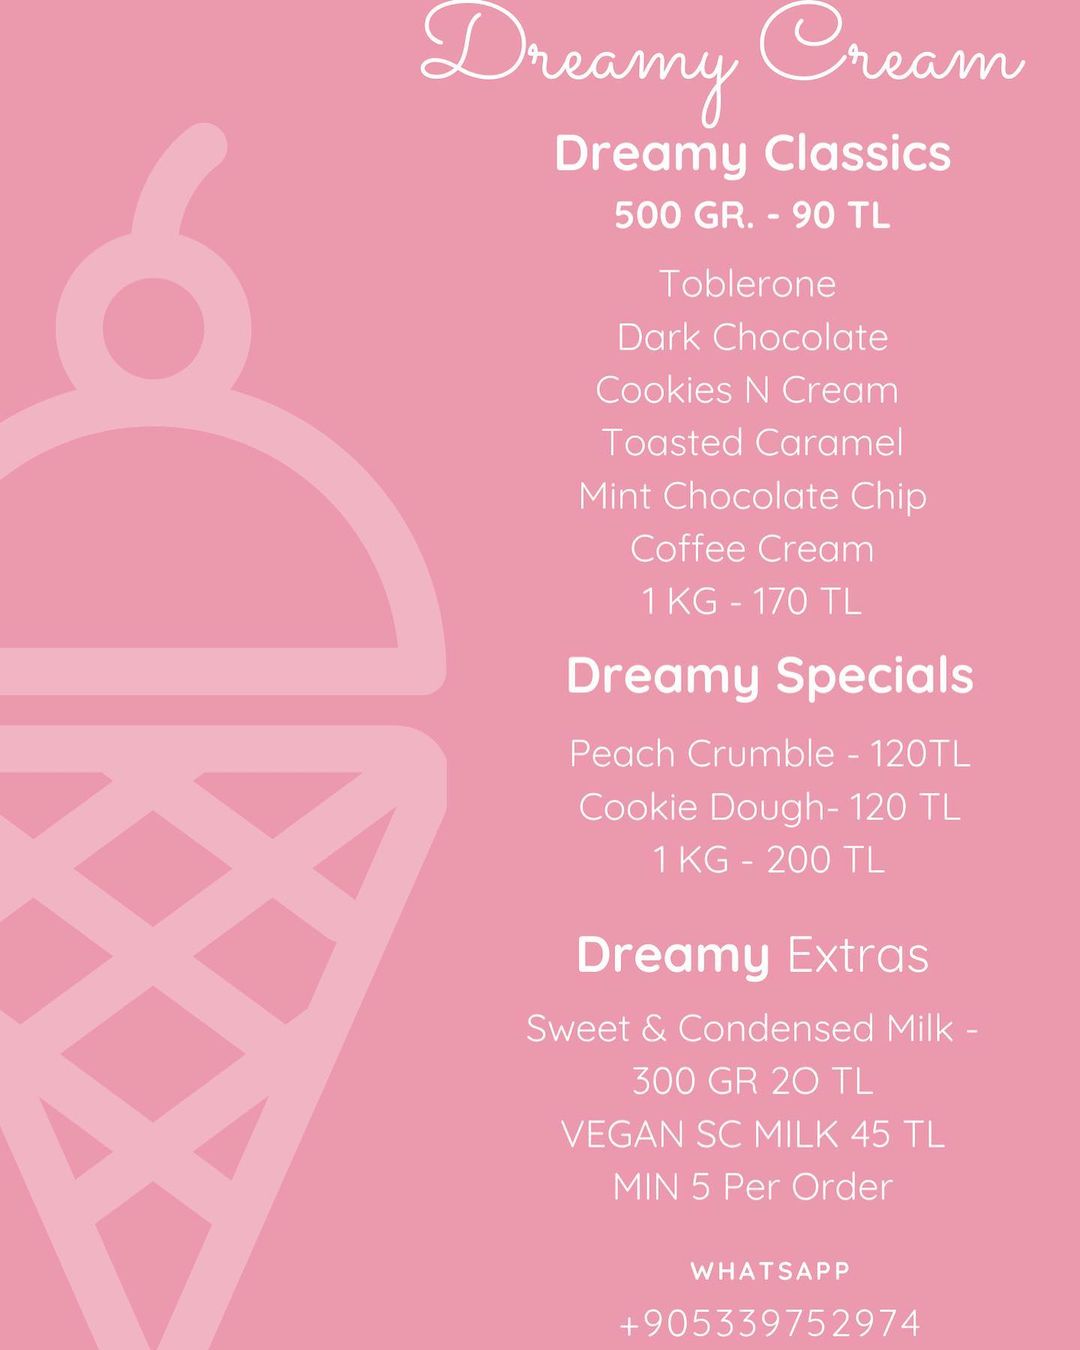 Dreamy Cream
Dreamy Classics
500 GR. - 90 TL
Toblerone
Dark Chocolate
Cookies N Cream
Toasted Caramel
Mint Chocolate Chip
Coffee Cream
1 KG - 170 TL
Dreamy Specials
Peach Crumble - 120TL
Cookie Dough- 120 TL
1 KG - 200 TL
Dreamy Extras
Sweet & Condensed Milk -
300 GR 2O TL
VEGAN SC MILK 45 TL
MIN 5 Per Order
WHATSAPP
+905339752974